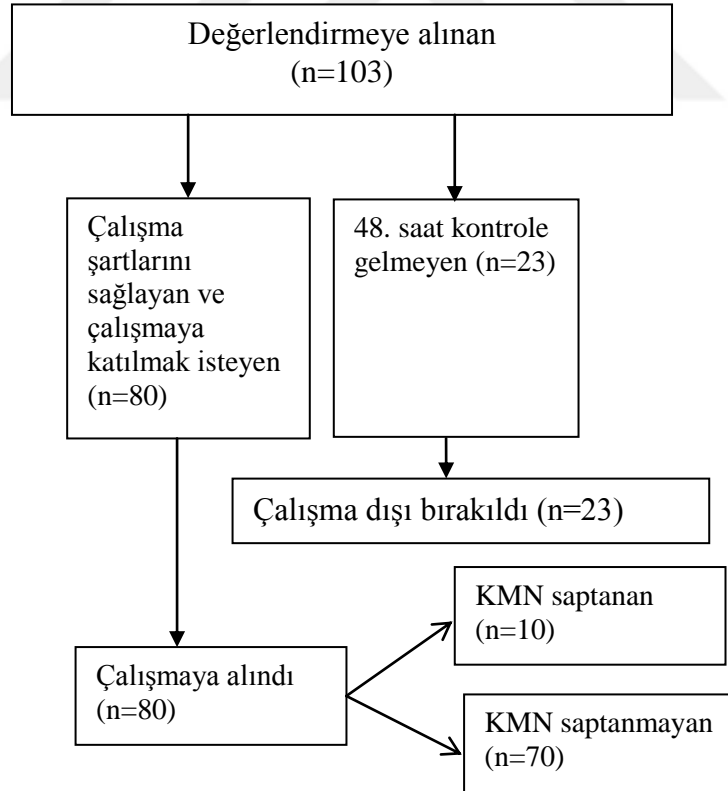 Değerlendirmeye alınan
(n=103)
Çalışma
şartlarını
sağlayan ve
çalışmaya
katılmak isteyen
(n=80)
48. saat kontrole
gelmeyen (n=23)
Çalışma dışı bırakıldı (n=23)
KMN saptanan
(n=10)
Çalışmaya alındı
(n=80)
KMN saptanmayan
(n=70)